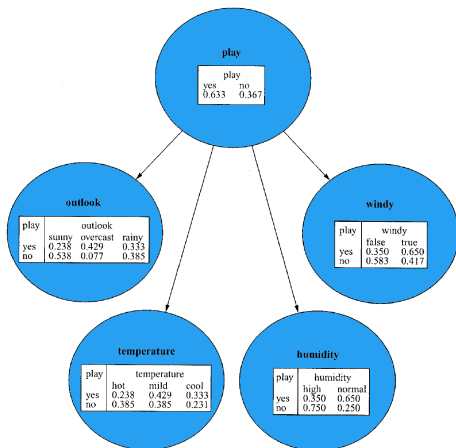 play
play
yes no
0.633 0.367
outlook
play outlook
sunny overcast rainy
yes 0.238 0.429 0.333
no 0.538 0.077 0.385
windy
play windy
false true
yes 0.350 0.650
no 0.583 0.417
temperature
play temperature
hot mild cool
yes 0.238 0.429 0.333
no 0.385 0.385 0.231
humidity
play humidity
high normal
yes 0.350 0.650
no 0.750 0.250